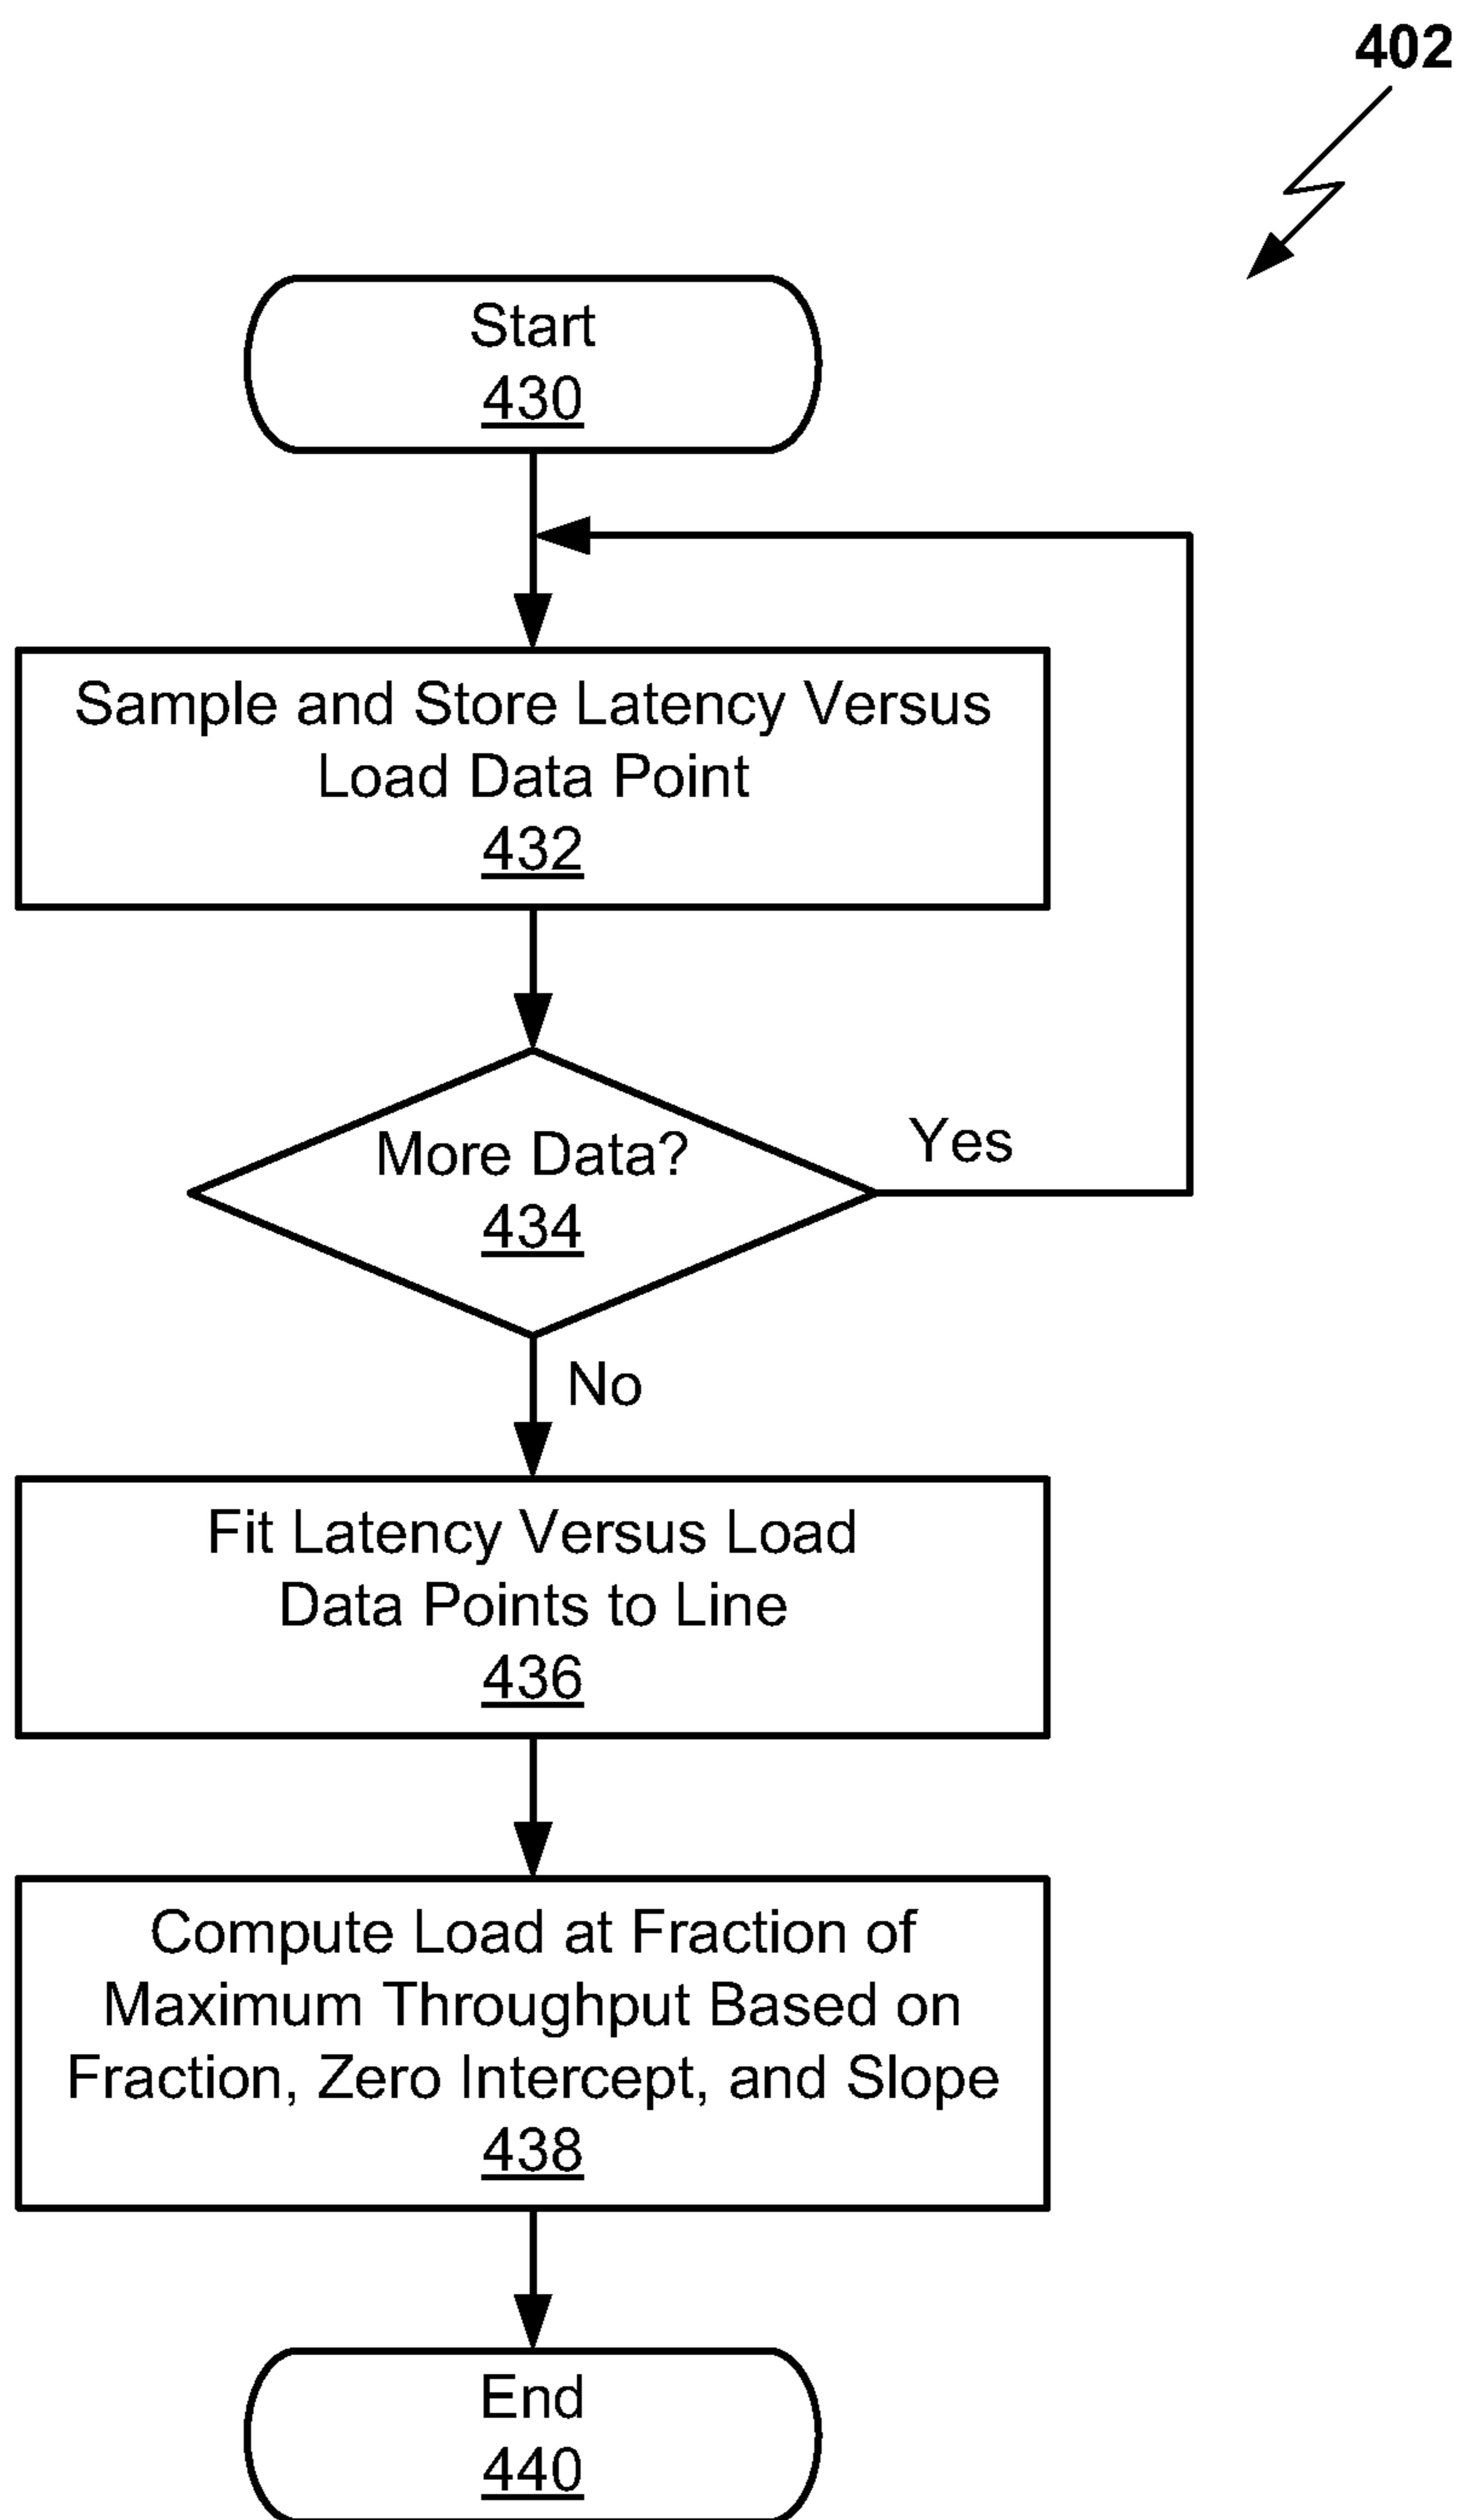 402
Start
430
Sample and Store Latency Versus
Load Data Point
432
More Data?
434
Yes
No
Fit Latency Versus Load
Data Points to Line
436
Compute Load at Fraction of
Maximum Throughput Based on
Fraction, Zero Intercept, and Slope
438
End
440